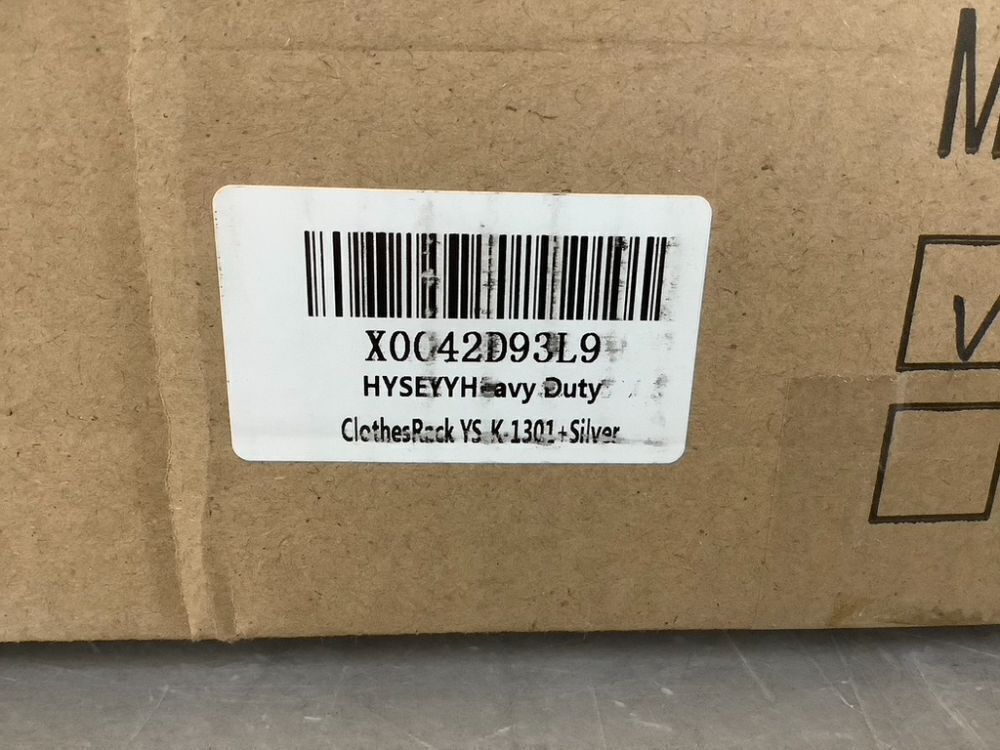 X0042D93L9
HYSEYYHeavy Duty
ClothesRack YS K-1301+Silver